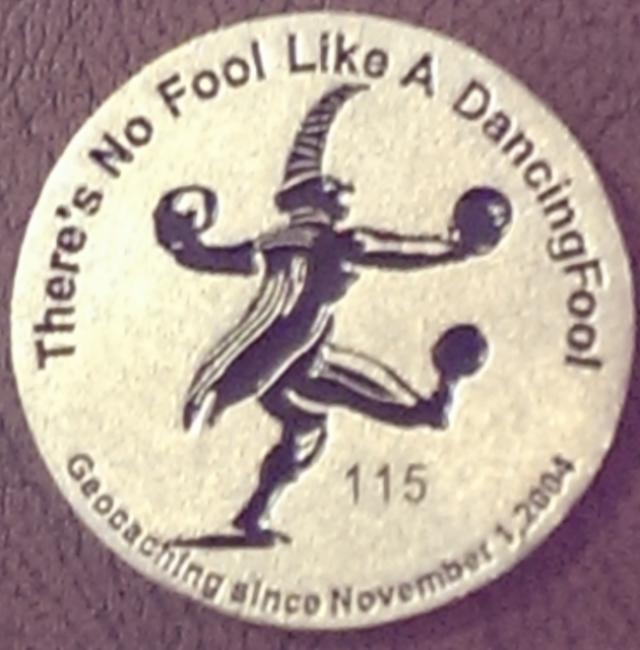 There's No Fool Like A DancingFool
115
Geocaching since November 1, 2004